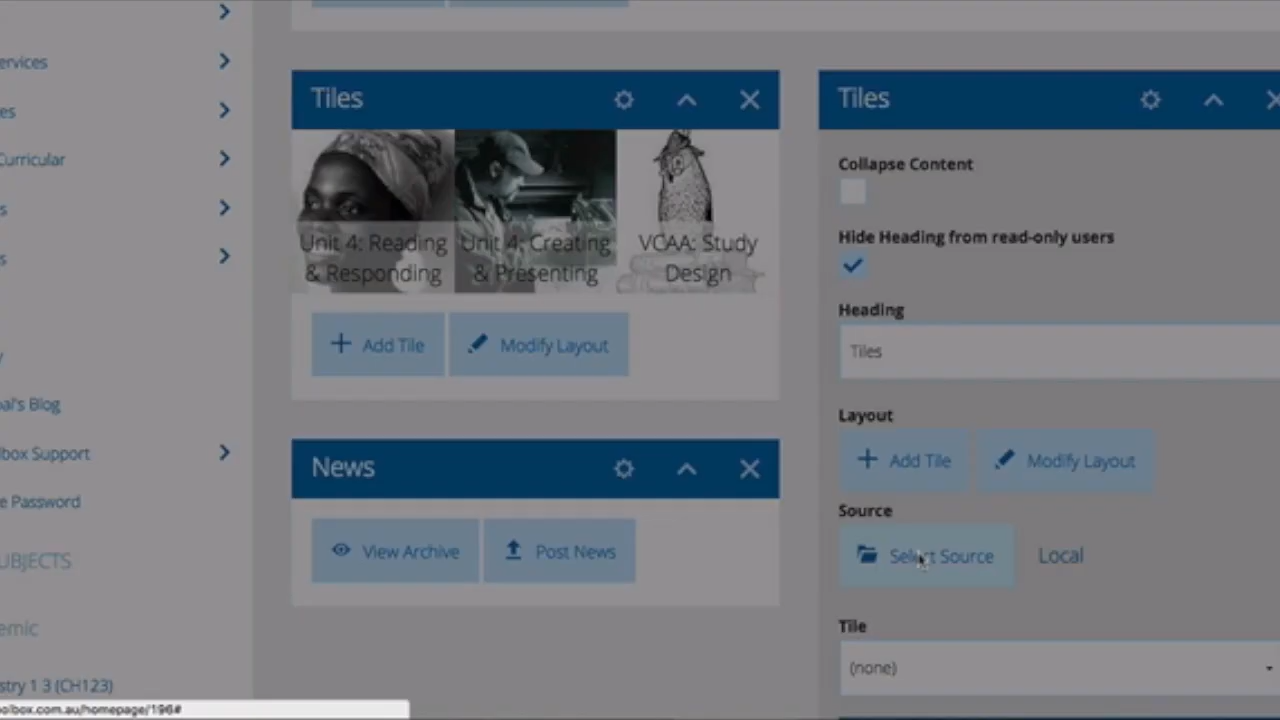 ervices
es
Curricular
s
s
y
pal's Blog
lbox Support
e Password
UBJECTS
emic
stry 1 3 (CH123)
olbox.com.au/homepage/196#
Tiles
Unit 4: Reading
& Responding
Unit 4: Creating
& Presenting
VCAA: Study
Design
Add Tile
Modify Layout
News
View Archive
Post News
Tiles
Collapse Content
Hide Heading from read-only users
Heading
Tiles
Layout
Add Tile
Modify Layout
Source
Select Source
Local
Tile
(none)